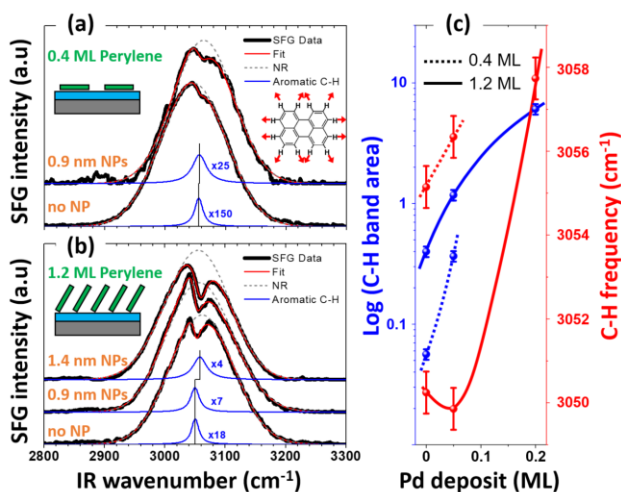 (a)
0.4 ML Perylene
SFG Data
Fit
NR
Aromatic C-H
H H H H
H H
H H
H H H H
x25
0.9 nm NPs
x150
no NP
SFG intensity (a.u)
(b)
1.2 ML Perylene
SFG Data
Fit
NR
Aromatic C-H
1.4 nm NPs
x4
0.9 nm NPs
x7
no NP
x18
SFG intensity (a.u)
2800 2900 3000 3100 3200 3300
IR wavenumber (cm-1)
(c)
0.4 ML
1.2 ML
10
1
0.1
Log (C-H band area)
3058
3056
3054
3052
3051
3050
C-H frequency (cm-1)
0.0 0.1 0.2
Pd deposit (ML)